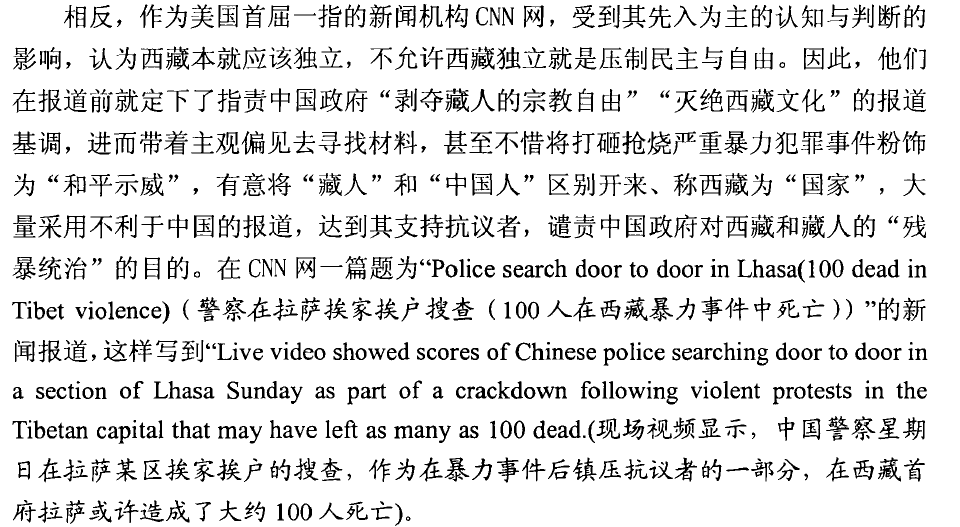 相反，作为美国首屈一指的新闻机构 CNN 网，受到其先入为主的认知与判断的
影响，认为西藏本就应该独立，不允许西藏独立就是压制民主与自由。因此，他们
在报道前就定下了指责中国政府“剥夺藏人的宗教自由”“灭绝西藏文化”的报道
基调，进而带着主观偏见去寻找材料，甚至不惜将打砸抢烧严重暴力犯罪事件粉饰
为“和平示威”，有意将“藏人”和“中国人”区别开来、称西藏为“国家”，大
量采用不利于中国的报道，达到其支持抗议者，谴责中国政府对西藏和藏人的“残
暴统治”的目的。在 CNN 网一篇题为“Police search door to door in Lhasa(100 dead in
Tibet violence)（警察在拉萨挨家挨户搜查（100 人在西藏暴力事件中死亡））”的新
闻报道，这样写到“Live video showed scores of Chinese police searching door to door in
a section of Lhasa Sunday as part of a crackdown following violent protests in the
Tibetan capital that may have left as many as 100 dead.(现场视频显示，中国警察星期
日在拉萨某区挨家挨户的搜查，作为在暴力事件后镇压抗议者的一部分，在西藏首
府拉萨或许造成了大约 100 人死亡)。